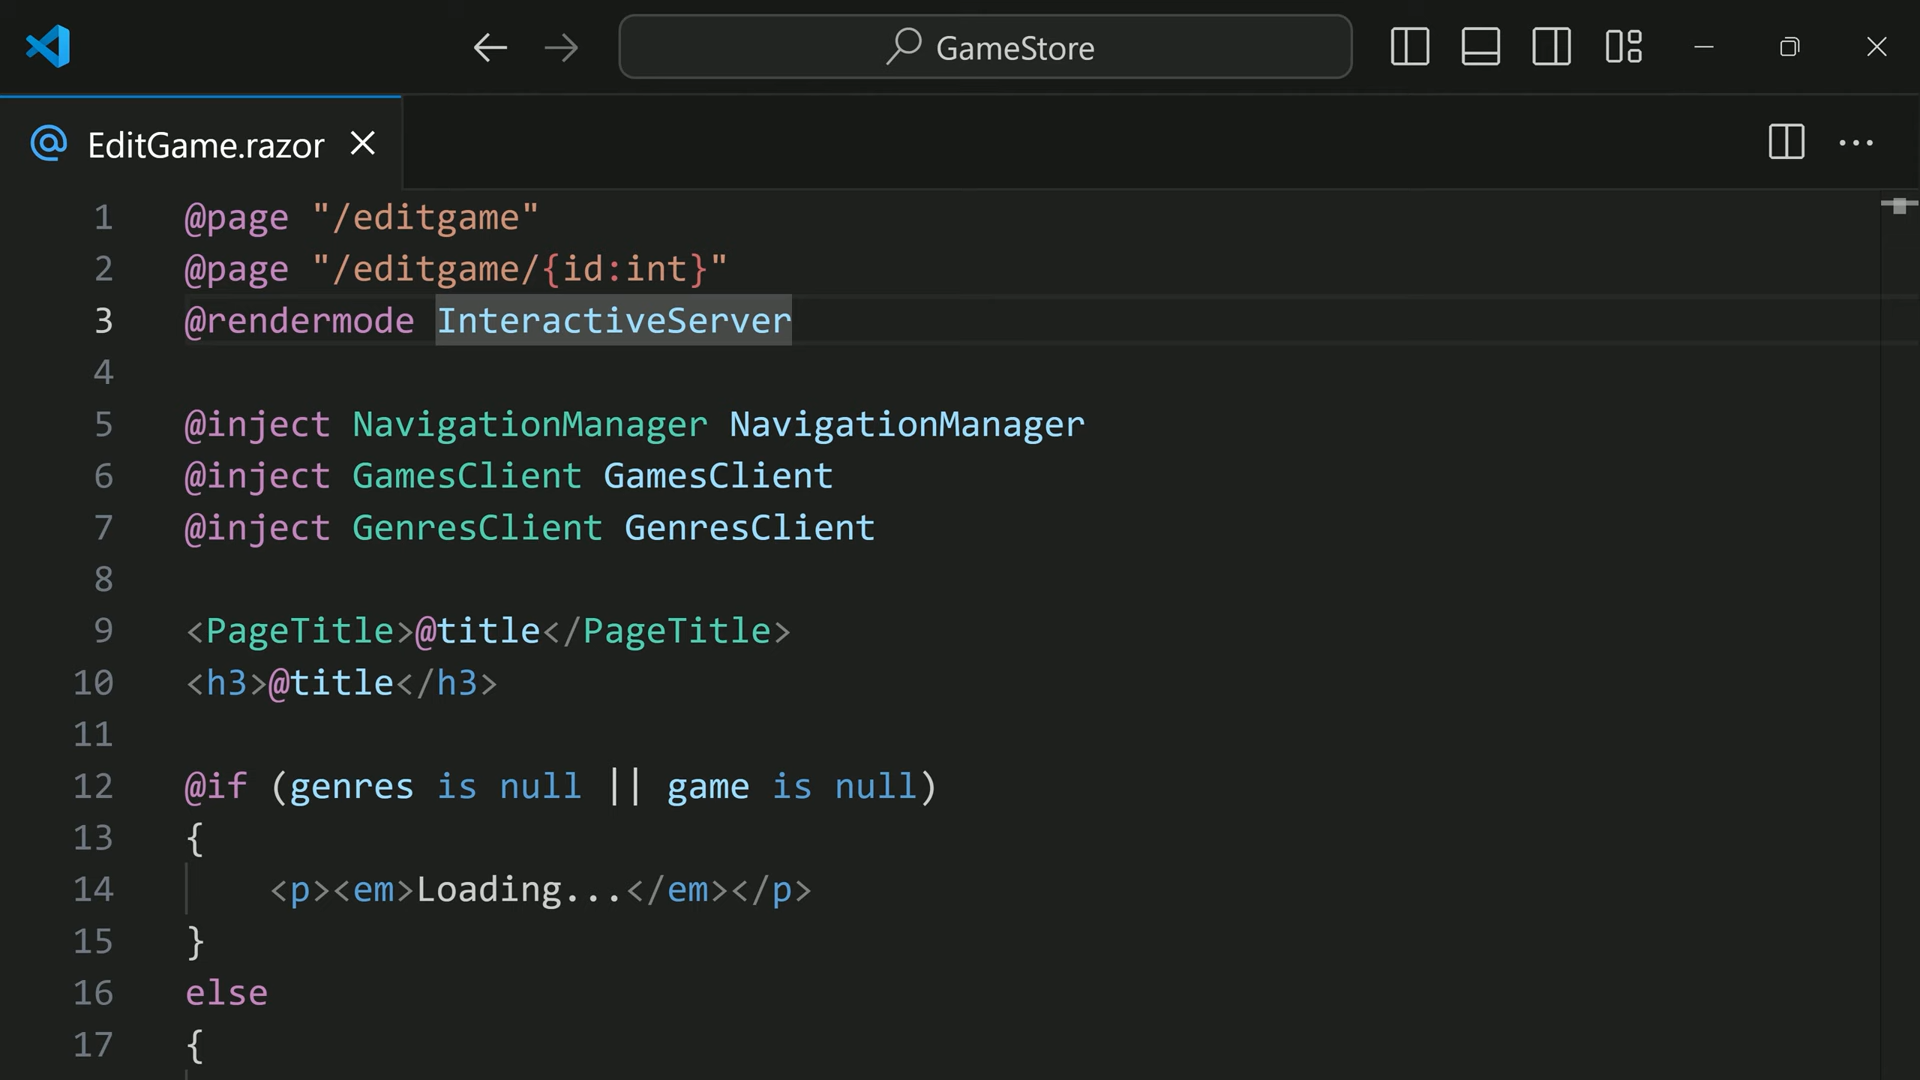 GameStore
EditGame.razor
1 @page "/editgame"
2 @page "/editgame/{id:int}"
3 @rendermode InteractiveServer
4
5 @inject NavigationManager NavigationManager
6 @inject GamesClient GamesClient
7 @inject GenresClient GenresClient
8
9 <PageTitle>@title</PageTitle>
10 <h3>@title</h3>
11
12 @if (genres is null || game is null)
13 {
14 <p><em>Loading...</em></p>
15 }
16 else
17 {